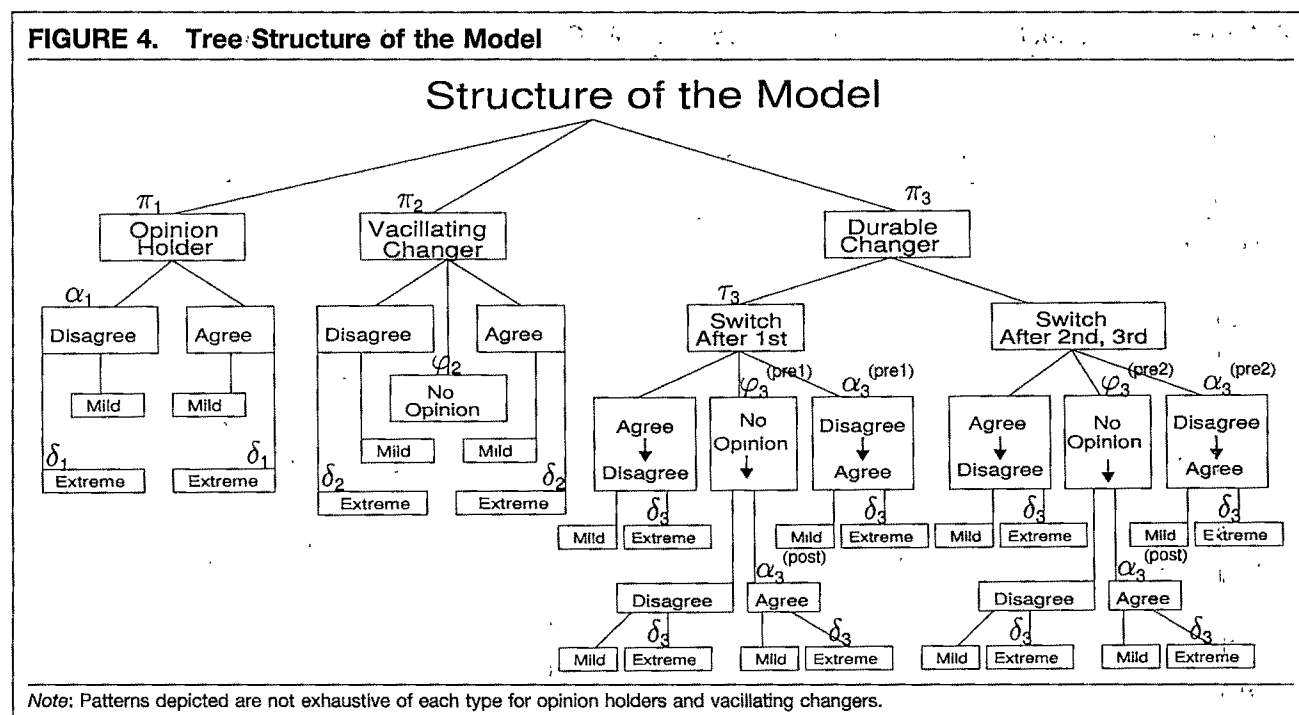 FIGURE 4. Tree Structure of the Model
Structure of the Model
π1 π2 π3
Opinion Holder
Vacillating Changer
Durable Changer
α1
Disagree
Agree
Mild
Mild
δ1
Extreme
δ1
Extreme
Disagree
Agree
φ2
No Opinion
Mild
Mild
δ2
Extreme
δ2
Extreme
τ3
Switch After 1st
Switch After 2nd, 3rd
φ3(pre1)
α3(pre1)
Agree ↓ Disagree
No Opinion ↓
Disagree ↓ Agree
δ3
δ3
Mild
Extreme
Mild
Extreme
α3(post)
Disagree
Agree
δ3
δ3
Mild
Extreme
Mild
Extreme
φ3(pre2)
α3(pre2)
Agree ↓ Disagree
No Opinion ↓
Disagree ↓ Agree
δ3
δ3
Mild
Extreme
Mild
Extreme
α3(post)
Disagree
Agree
δ3
δ3
Mild
Extreme
Mild
Extreme
Note: Patterns depicted are not exhaustive of each type for opinion holders and vacillating changers.